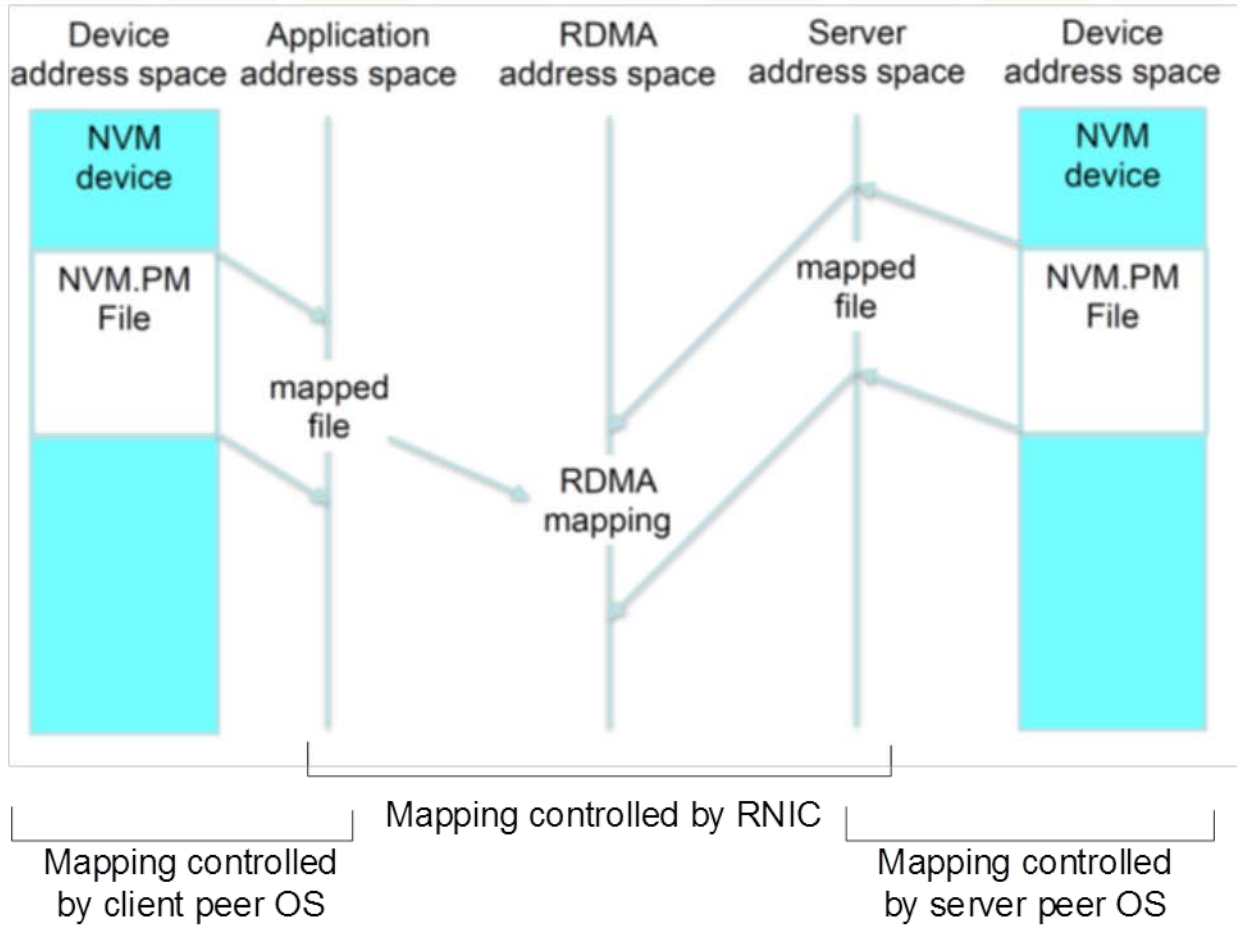 Device address space
Application address space
RDMA address space
Server address space
Device address space
NVM device
NVM device
NVM.PM File
mapped file
NVM.PM File
mapped file
RDMA mapping
Mapping controlled by RNIC
Mapping controlled by client peer OS
Mapping controlled by server peer OS